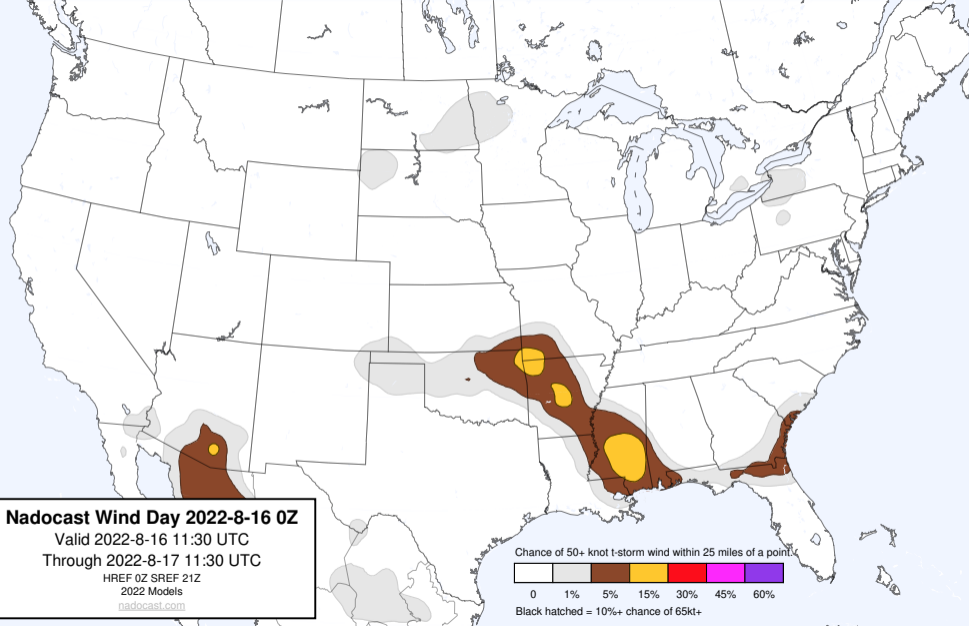 Nadocast Wind Day 2022-8-16 0Z
Valid 2022-8-16 11:30 UTC
Through 2022-8-17 11:30 UTC
HREF 0Z SREF 21Z
2022 Models
nadocast.com
Chance of 50+ knot t-storm wind within 25 miles of a point.
0 1% 5% 15% 30% 45% 60%
Black hatched = 10%+ chance of 65kt+